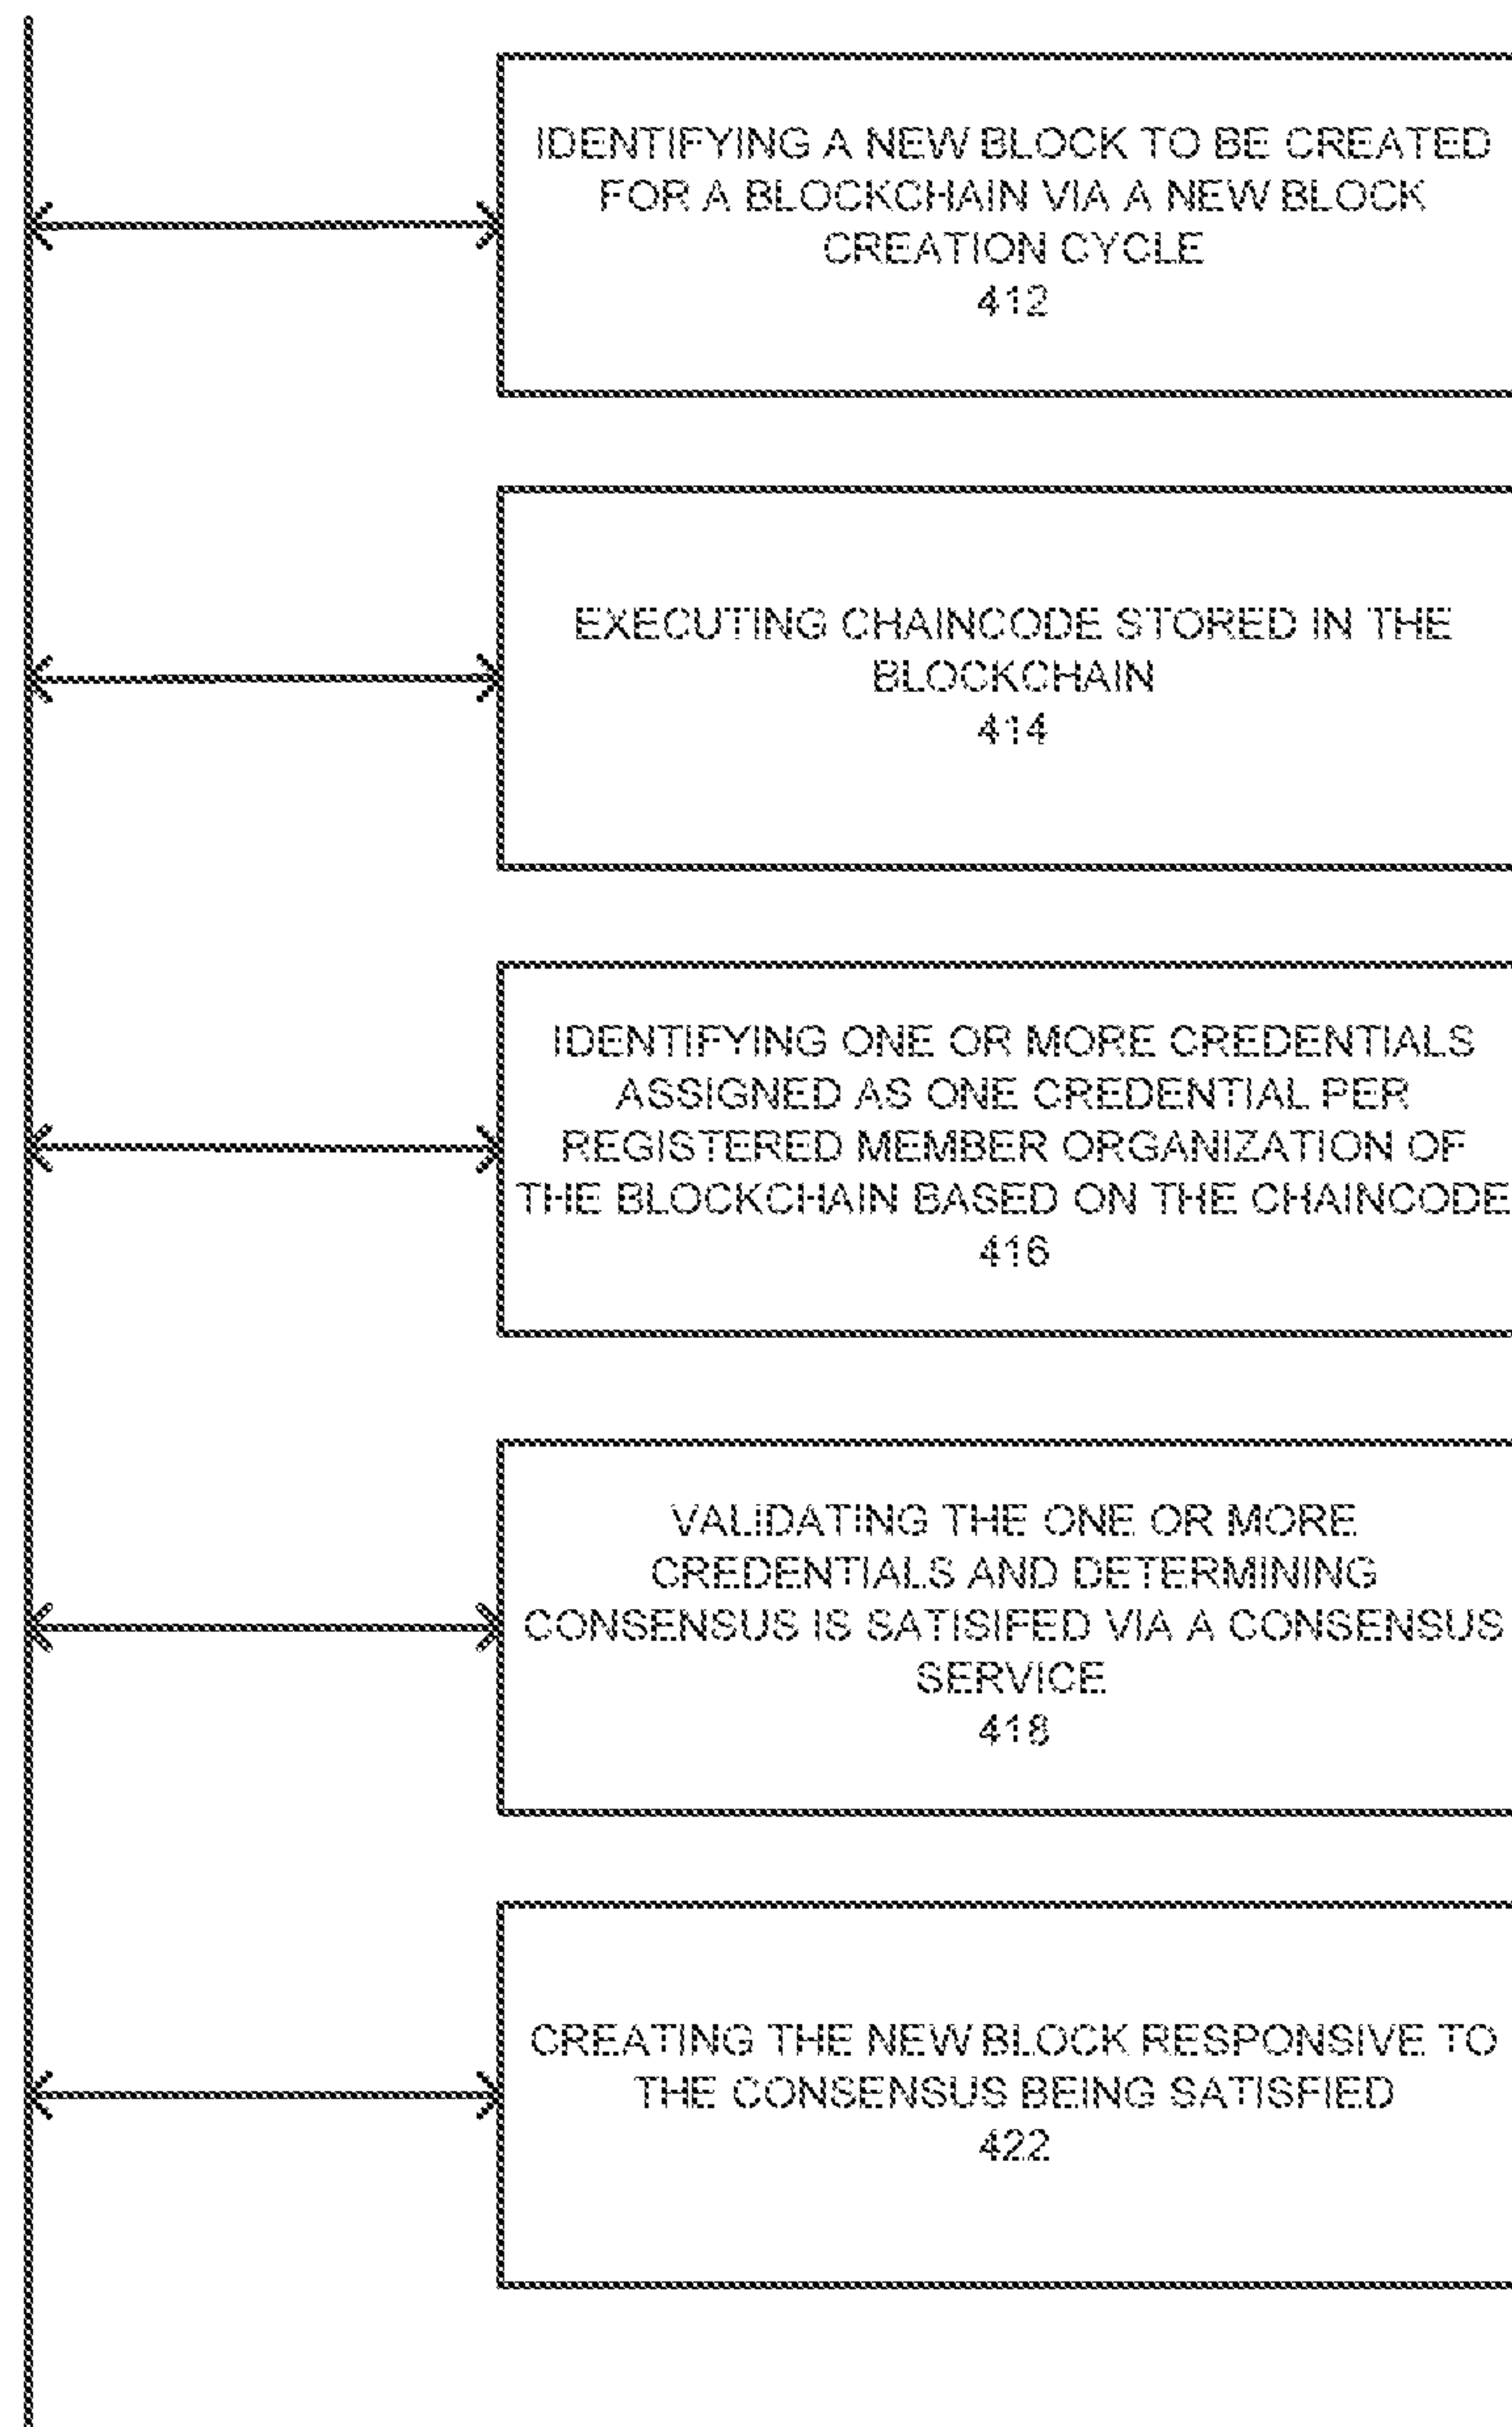 IDENTIFYING A NEW BLOCK TO BE CREATED
FOR A BLOCKCHAIN VIA A NEW BLOCK
CREATION CYCLE
412
EXECUTING CHAINCODE STORED IN THE
BLOCKCHAIN
414
IDENTIFYING ONE OR MORE CREDENTIALS
ASSIGNED AS ONE CREDENTIAL PER
REGISTERED MEMBER ORGANIZATION OF
THE BLOCKCHAIN BASED ON THE CHAINCODE
416
VALIDATING THE ONE OR MORE
CREDENTIALS AND DETERMINING
CONSENSUS IS SATISIFED VIA A CONSENSUS
SERVICE
418
CREATING THE NEW BLOCK RESPONSIVE TO
THE CONSENSUS BEING SATISFIED
422